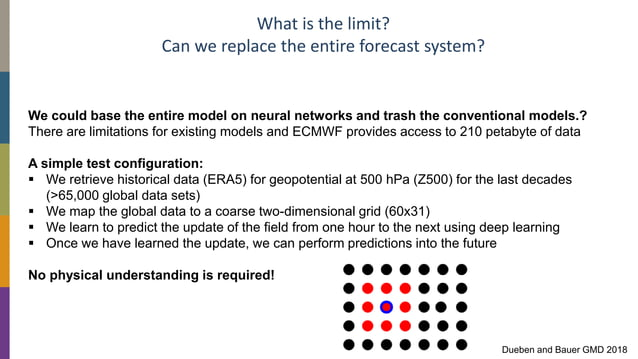 What is the limit?
Can we replace the entire forecast system?
We could base the entire model on neural networks and trash the conventional models.?
There are limitations for existing models and ECMWF provides access to 210 petabyte of data
A simple test configuration:
▪ We retrieve historical data (ERA5) for geopotential at 500 hPa (Z500) for the last decades
(>65,000 global data sets)
▪ We map the global data to a coarse two-dimensional grid (60x31)
▪ We learn to predict the update of the field from one hour to the next using deep learning
▪ Once we have learned the update, we can perform predictions into the future
No physical understanding is required!
Dueben and Bauer GMD 2018